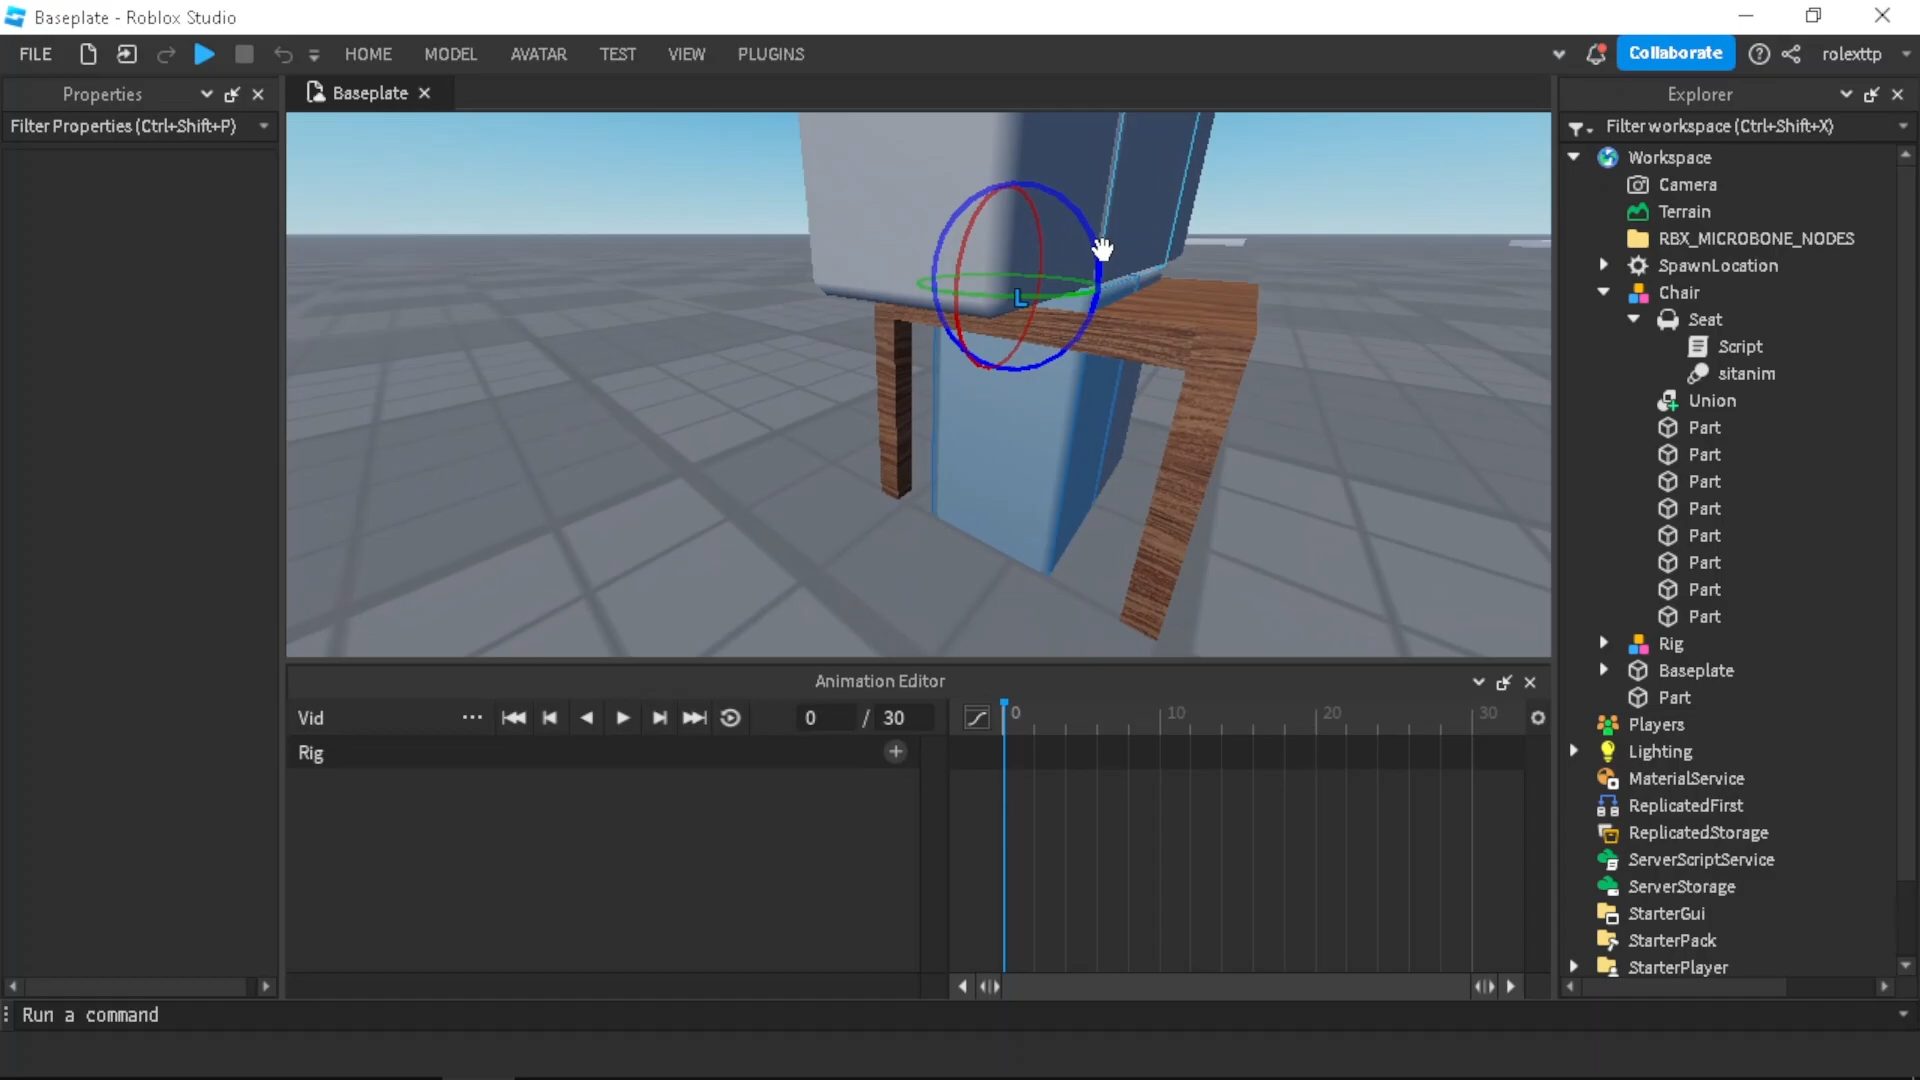 Baseplate - Roblox Studio
FILE HOME MODEL AVATAR TEST VIEW PLUGINS Collaborate rolexttp
Properties
Filter Properties (Ctrl+Shift+P)
Baseplate
L
Explorer
Filter workspace (Ctrl+Shift+X)
Workspace
Camera
Terrain
RBX_MICROBONE_NODES
SpawnLocation
Chair
Seat
Script
sitanim
Union
Part
Part
Part
Part
Part
Part
Part
Part
Rig
Baseplate
Part
Players
Lighting
MaterialService
ReplicatedFirst
ReplicatedStorage
ServerScriptService
ServerStorage
StarterGui
StarterPack
StarterPlayer
Animation Editor
Vid 0 / 30 0 10 20 30
Rig
Run a command